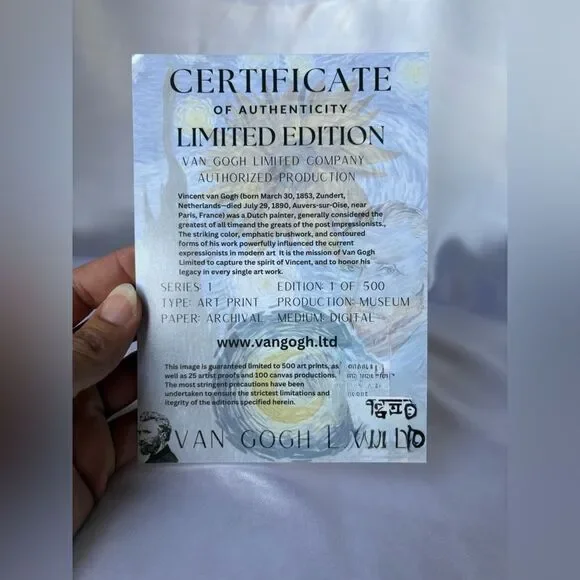 CERTIFICATE
OF AUTHENTICITY
LIMITED EDITION
VAN GOGH LIMITED COMPANY
AUTHORIZED PRODUCTION
Vincent van Gogh (born March 30, 1853, Zundert,
Netherlands—died July 29, 1890, Auvers-sur-Oise, near
Paris, France) was a Dutch painter, generally considered the
greatest of all timeand the greats of the post impressionists.,
The striking color, emphatic brushwork, and contoured
forms of his work powerfully influenced the current
expressionists in modern art It is the mission of Van Gogh
Limited to capture the spirit of Vincent, and to honor his
legacy in every single art work.
SERIES: 1 EDITION: 1 OF 500
TYPE: ART PRINT PRODUCTION: MUSEUM
PAPER: ARCHIVAL MEDIUM: DIGITAL
www.vangogh.ltd
This image is guaranteed limited to 500 art prints, as
well as 25 artist proofs and 100 canvas productions.
The most stringent precautions have been
undertaken to ensure the strictest limitations and
itegrity of the editions specified herein.
VAN GOGH